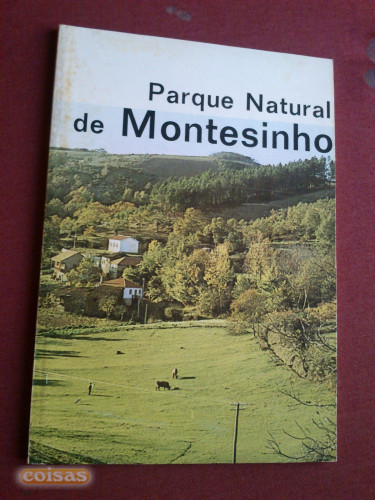 Parque Natural
de Montesinho
coisas